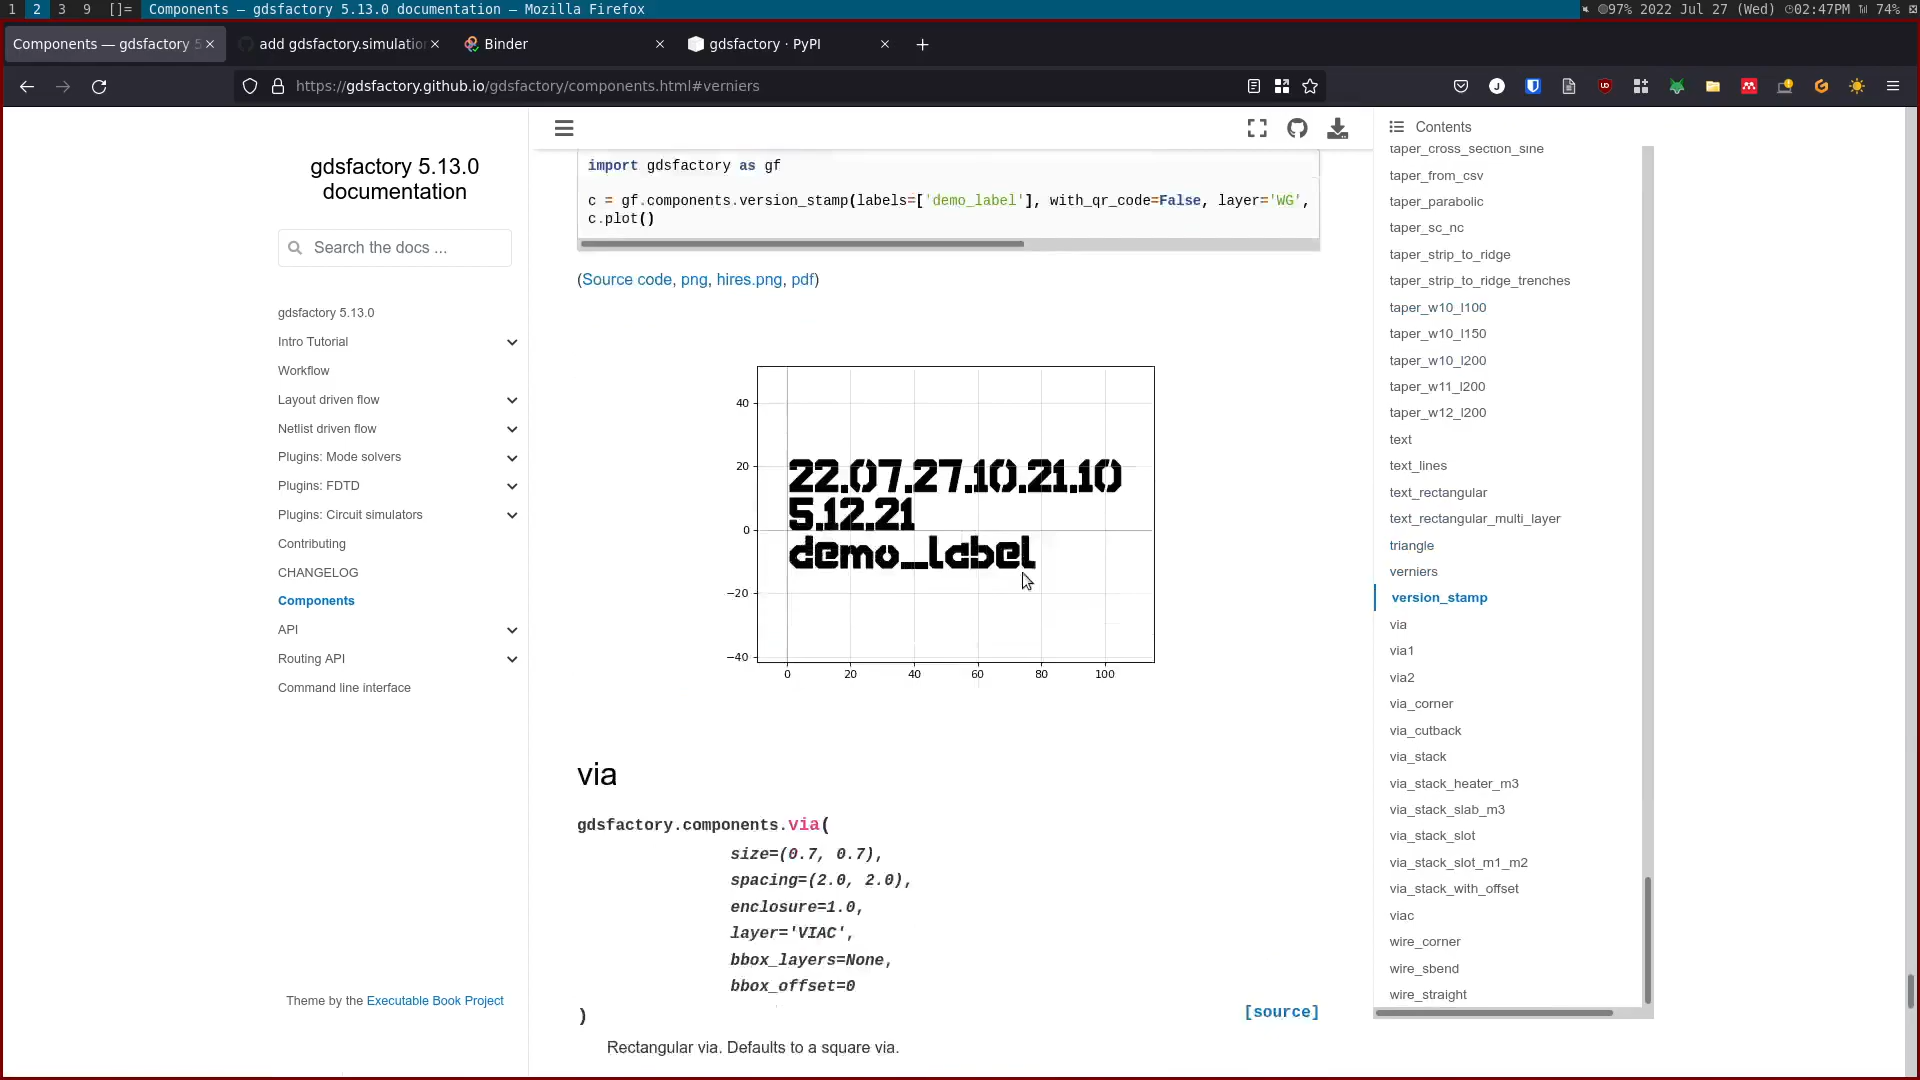 1 2 3 9 []= Components — gdsfactory 5.13.0 documentation — Mozilla Firefox
97% 2022 Jul 27 (Wed) 02:47PM 74%
Components — gdsfactory 5
add gdsfactory.simulation
Binder
gdsfactory · PyPI
https://gdsfactory.github.io/gdsfactory/components.html#verniers
gdsfactory 5.13.0
documentation
Search the docs ...
gdsfactory 5.13.0
Intro Tutorial
Workflow
Layout driven flow
Netlist driven flow
Plugins: Mode solvers
Plugins: FDTD
Plugins: Circuit simulators
Contributing
CHANGELOG
Components
API
Routing API
Command line interface
Theme by the Executable Book Project
import gdsfactory as gf
c = gf.components.version_stamp(labels=['demo_label'], with_qr_code=False, layer='WG',
c.plot()
(Source code, png, hires.png, pdf)
40
20
0
−20
−40
22.07.27.10.21.10
5.12.21
demo_label
0 20 40 60 80 100
via
gdsfactory.components.via(
size=(0.7, 0.7),
spacing=(2.0, 2.0),
enclosure=1.0,
layer='VIAC',
bbox_layers=None,
bbox_offset=0
)
[source]
Rectangular via. Defaults to a square via.
Contents
taper_cross_section_sine
taper_from_csv
taper_parabolic
taper_sc_nc
taper_strip_to_ridge
taper_strip_to_ridge_trenches
taper_w10_l100
taper_w10_l150
taper_w10_l200
taper_w11_l200
taper_w12_l200
text
text_lines
text_rectangular
text_rectangular_multi_layer
triangle
verniers
version_stamp
via
via1
via2
via_corner
via_cutback
via_stack
via_stack_heater_m3
via_stack_slab_m3
via_stack_slot
via_stack_slot_m1_m2
via_stack_with_offset
viac
wire_corner
wire_sbend
wire_straight